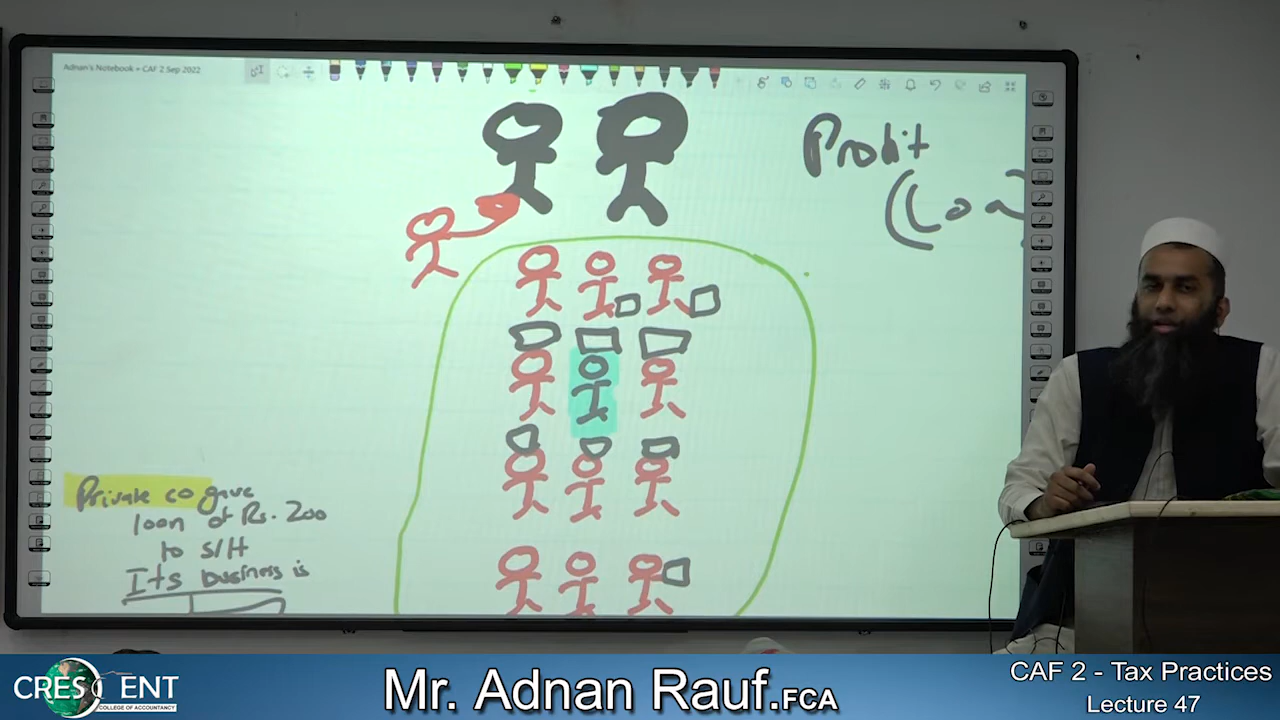 Adnan's Notebook » CAF 2 Sep 2022
Profit
Private co gave
loan of Rs. 200
to S/H
Its business is
CRESCENT
COLLEGE OF ACCOUNTANCY
Mr. Adnan Rauf.FCA
CAF 2 - Tax Practices
Lecture 47